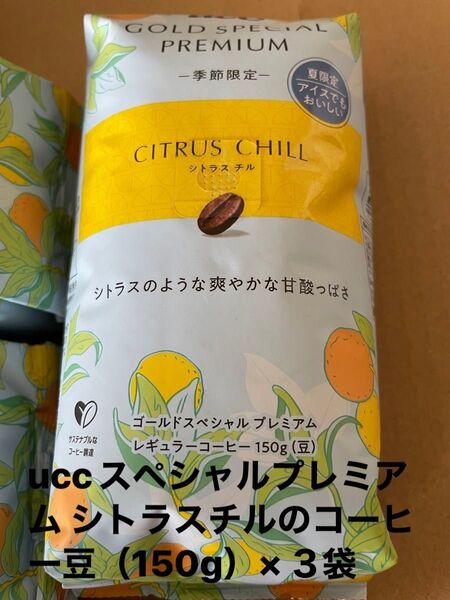 ucc
GOLD SPECIAL
PREMIUM
―季節限定―
夏限定
アイスでも
おいしい
CITRUS CHILL
シトラス チル
シトラスのような爽やかな甘酸っぱさ
サステナブルな
コーヒー調達
ゴールドスペシャル プレミアム
レギュラーコーヒー 150g(豆)
uccスペシャルプレミア
ム シトラスチルのコーヒ
ー豆（150g）× 3袋